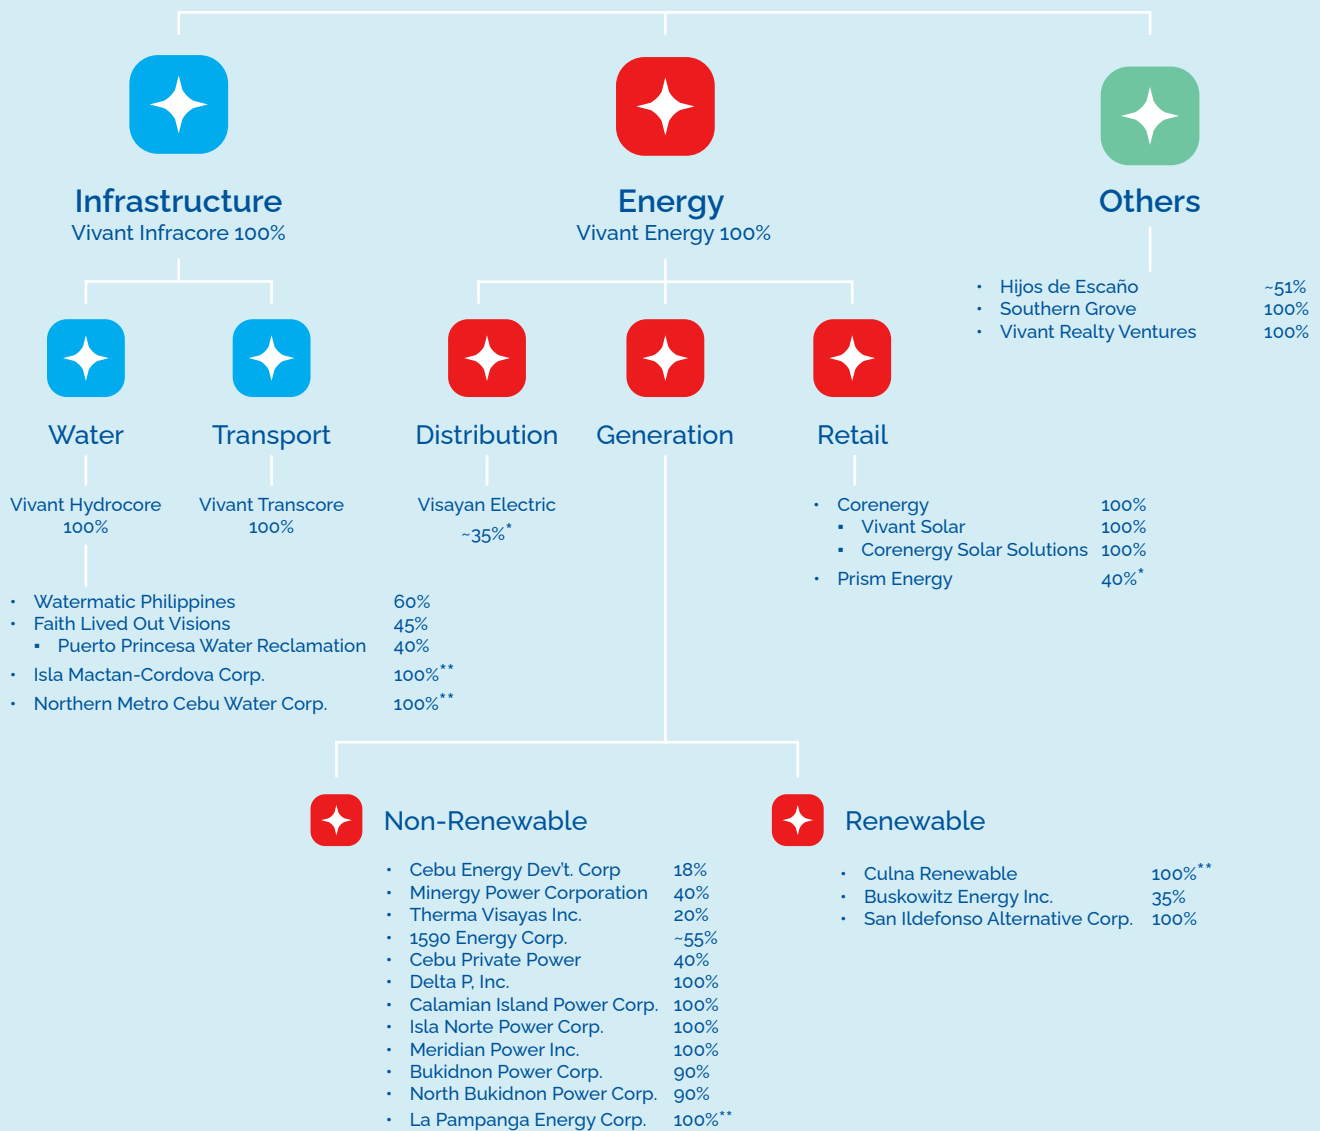 Infrastructure
Vivant Infracore 100%
Energy
Vivant Energy 100%
Others
• Hijos de Escaño ~51%
• Southern Grove 100%
• Vivant Realty Ventures 100%
Water
Transport
Distribution
Generation
Retail
Vivant Hydrocore
100%
Vivant Transcore
100%
Visayan Electric
~35%*
• Corenergy 100%
▪ Vivant Solar 100%
▪ Corenergy Solar Solutions 100%
• Prism Energy 40%*
• Watermatic Philippines 60%
• Faith Lived Out Visions 45%
▪ Puerto Princesa Water Reclamation 40%
• Isla Mactan-Cordova Corp. 100%**
• Northern Metro Cebu Water Corp. 100%**
Non-Renewable
• Cebu Energy Dev't. Corp 18%
• Minergy Power Corporation 40%
• Therma Visayas Inc. 20%
• 1590 Energy Corp. ~55%
• Cebu Private Power 40%
• Delta P, Inc. 100%
• Calamian Island Power Corp. 100%
• Isla Norte Power Corp. 100%
• Meridian Power Inc. 100%
• Bukidnon Power Corp. 90%
• North Bukidnon Power Corp. 90%
• La Pampanga Energy Corp. 100%**
Renewable
• Culna Renewable 100%**
• Buskowitz Energy Inc. 35%
• San Ildefonso Alternative Corp. 100%